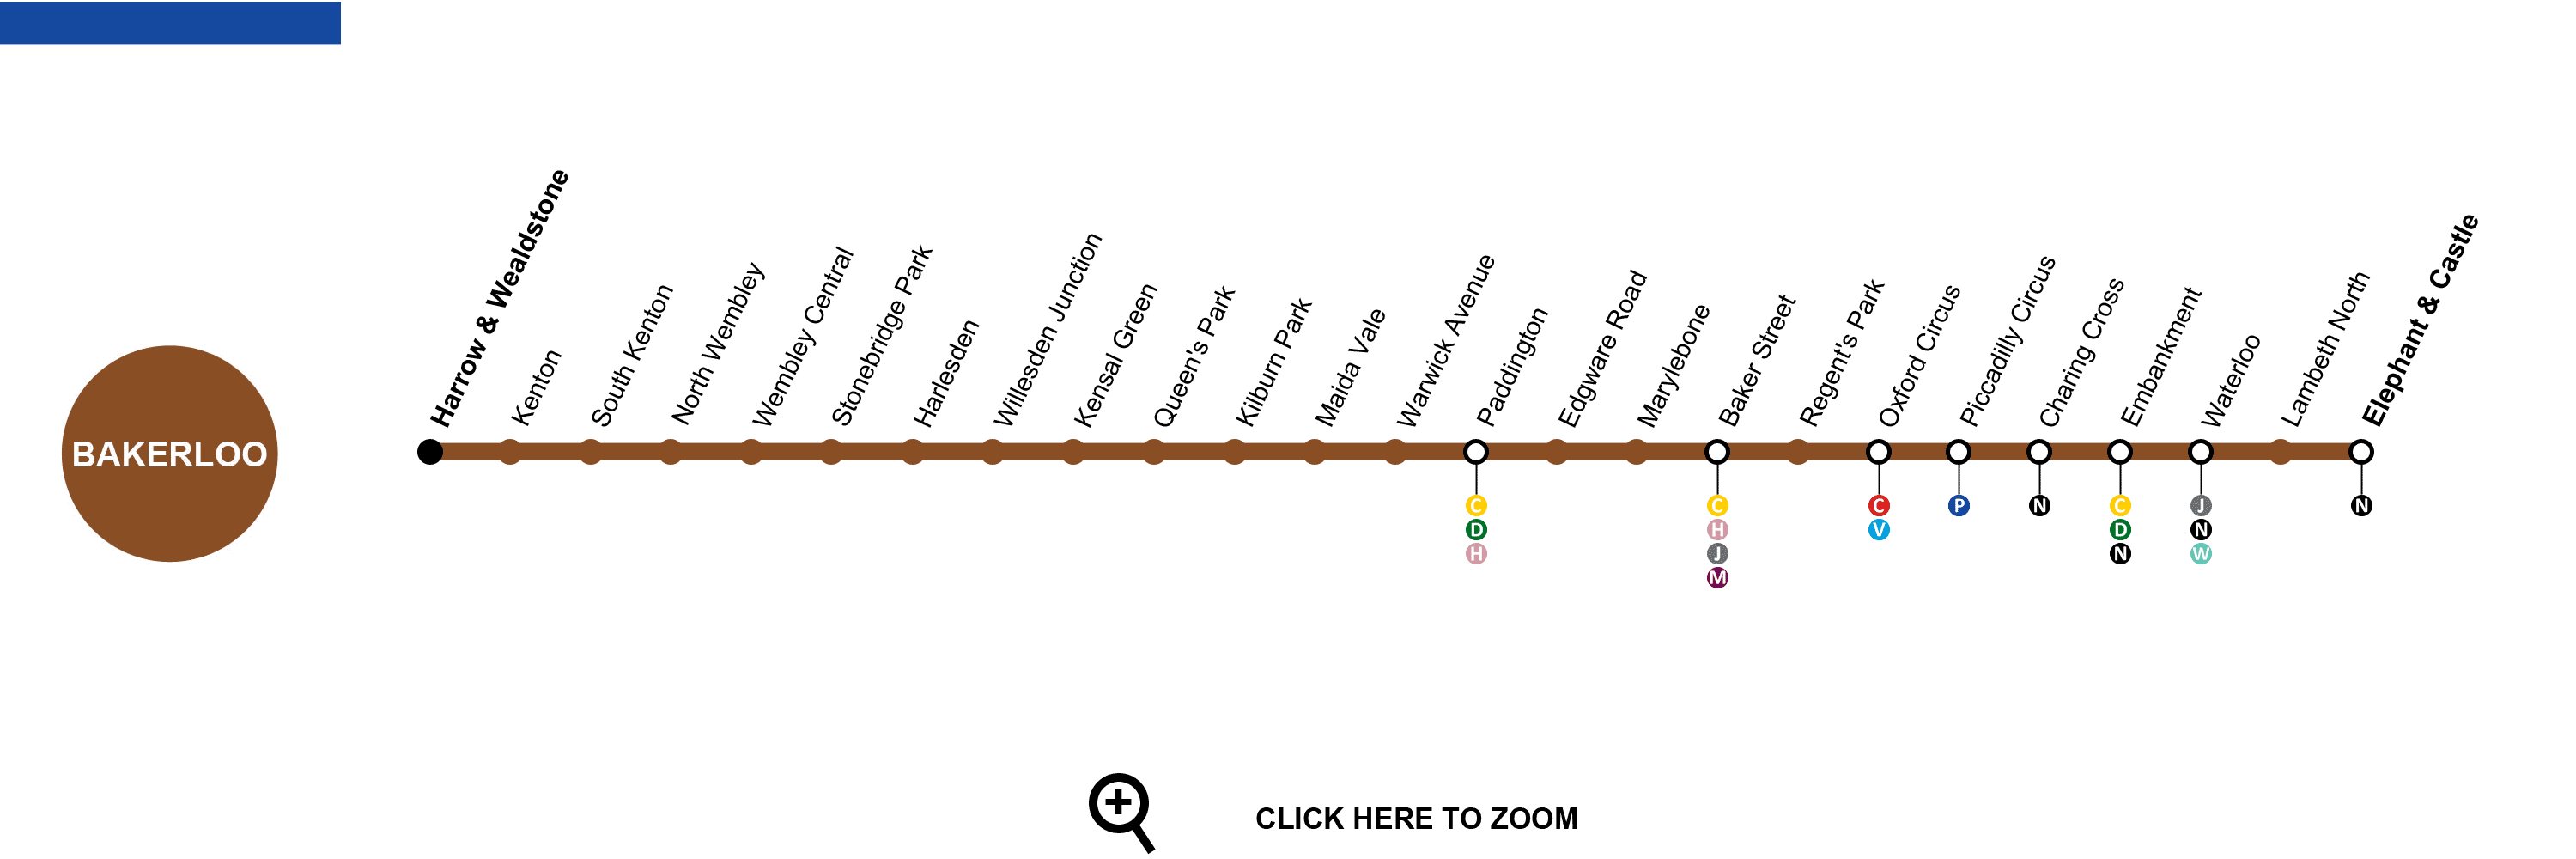 BAKERLOO
Harrow & Wealdstone
Kenton
South Kenton
North Wembley
Wembley Central
Stonebridge Park
Harlesden
Willesden Junction
Kensal Green
Queen's Park
Kilburn Park
Maida Vale
Warwick Avenue
Paddington
Edgware Road
Marylebone
Baker Street
Regent's Park
Oxford Circus
Piccadilly Circus
Charing Cross
Embankment
Waterloo
Lambeth North
Elephant & Castle
C
D
H
C
H
J
M
C
V
P
N
C
D
N
J
N
W
N
CLICK HERE TO ZOOM